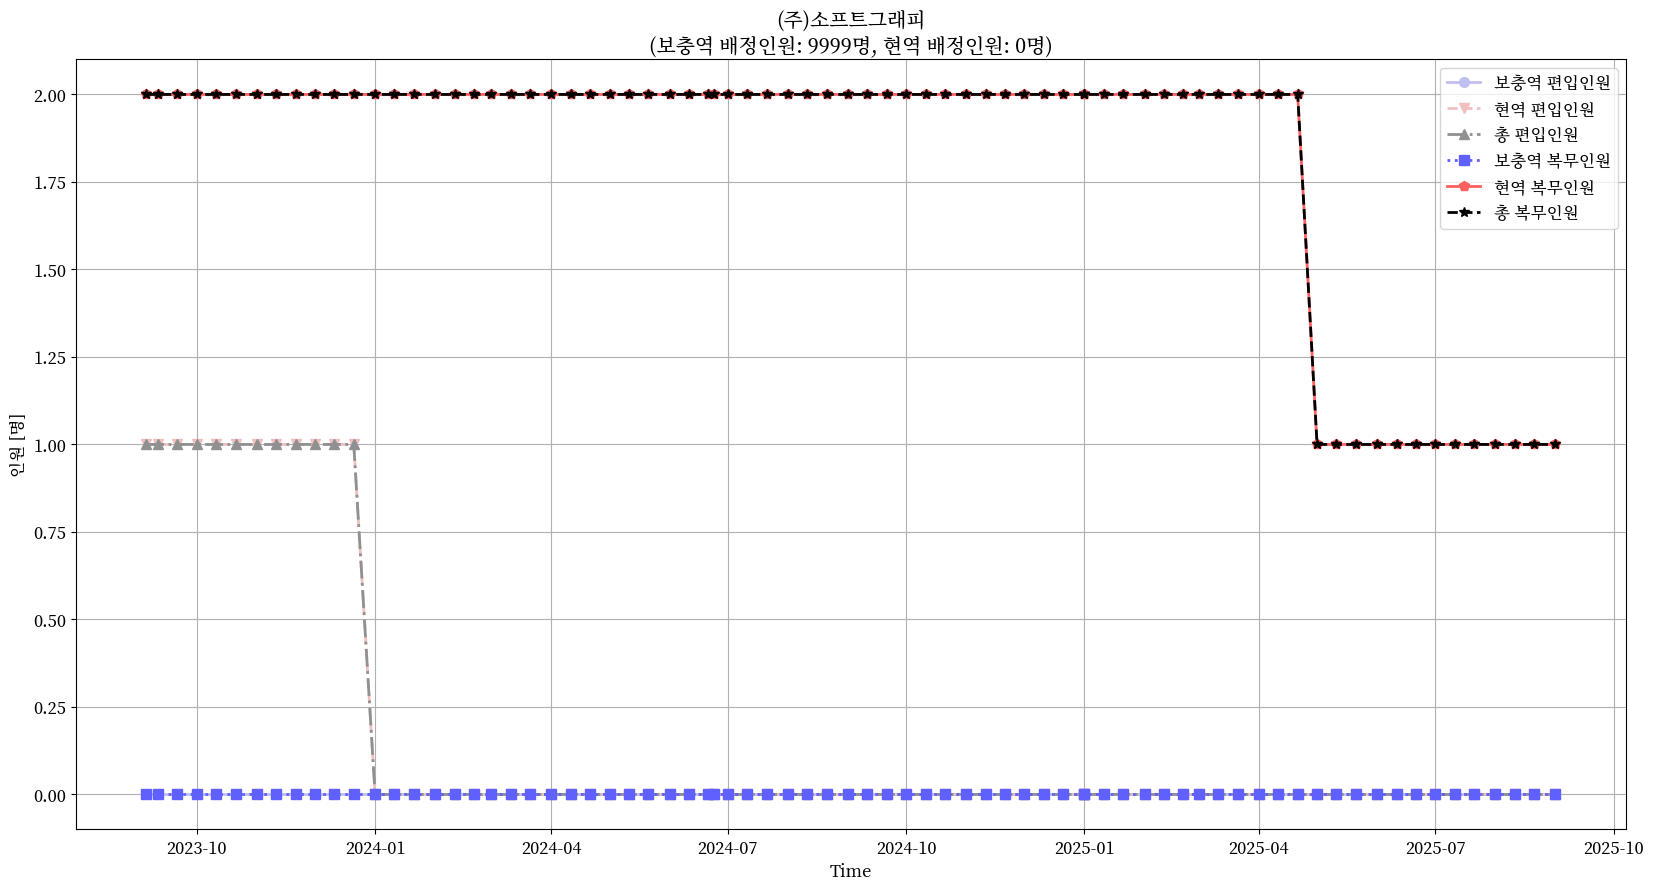 (주)소프트그래피
(보충역 배정인원: 9999명, 현역 배정인원: 0명)
보충역 편입인원
현역 편입인원
총 편입인원
보충역 복무인원
현역 복무인원
총 복무인원
인원 [명]
2.00
1.75
1.50
1.25
1.00
0.75
0.50
0.25
0.00
2023-10
2024-01
2024-04
2024-07
2024-10
2025-01
2025-04
2025-07
2025-10
Time